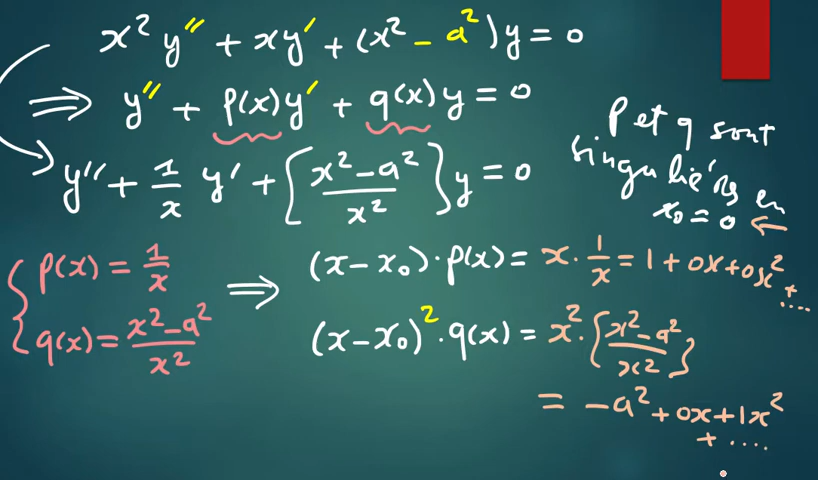 x² y'' + xy' + (x² - a²)y = 0
⟹ y'' + p(x)y' + q(x)y = 0
y'' + 1/x y' + [x² - a² / x²] y = 0
P et q sont
singulières en
x₀ = 0 ←
{ p(x) = 1/x
q(x) = x² - a² / x²
⟹ (x - x₀) · p(x) = x · 1/x = 1 + 0x + 0x² + ....
(x - x₀)² · q(x) = x² · {x² - a² / x²}
= -a² + 0x + 1x² + ....